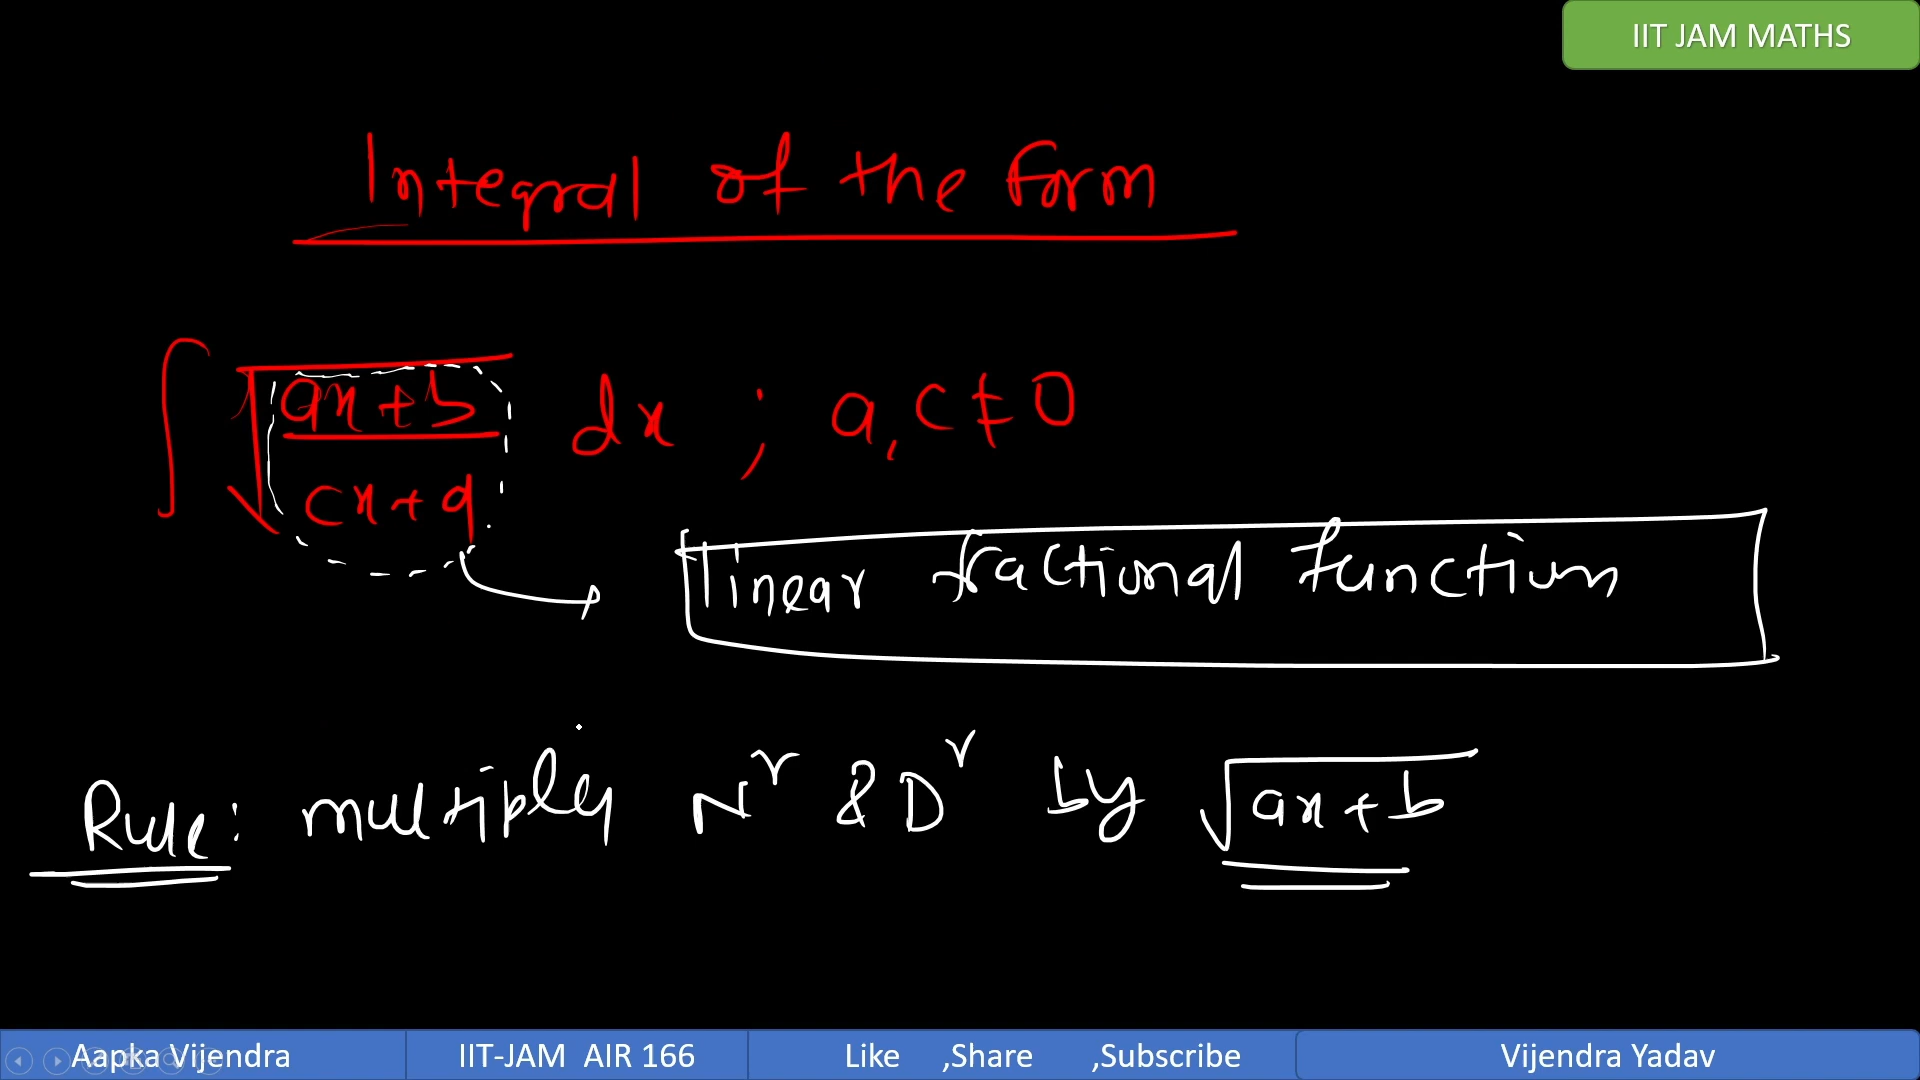 IIT JAM MATHS
Integral of the form
∫ √(ax+b / cx+q) dx ; a, c ≠ 0
linear fractional function
Rule: multiply Nʳ & Dʳ by √ax+b
Aapka Vijendra IIT-JAM AIR 166 Like ,Share ,Subscribe Vijendra Yadav